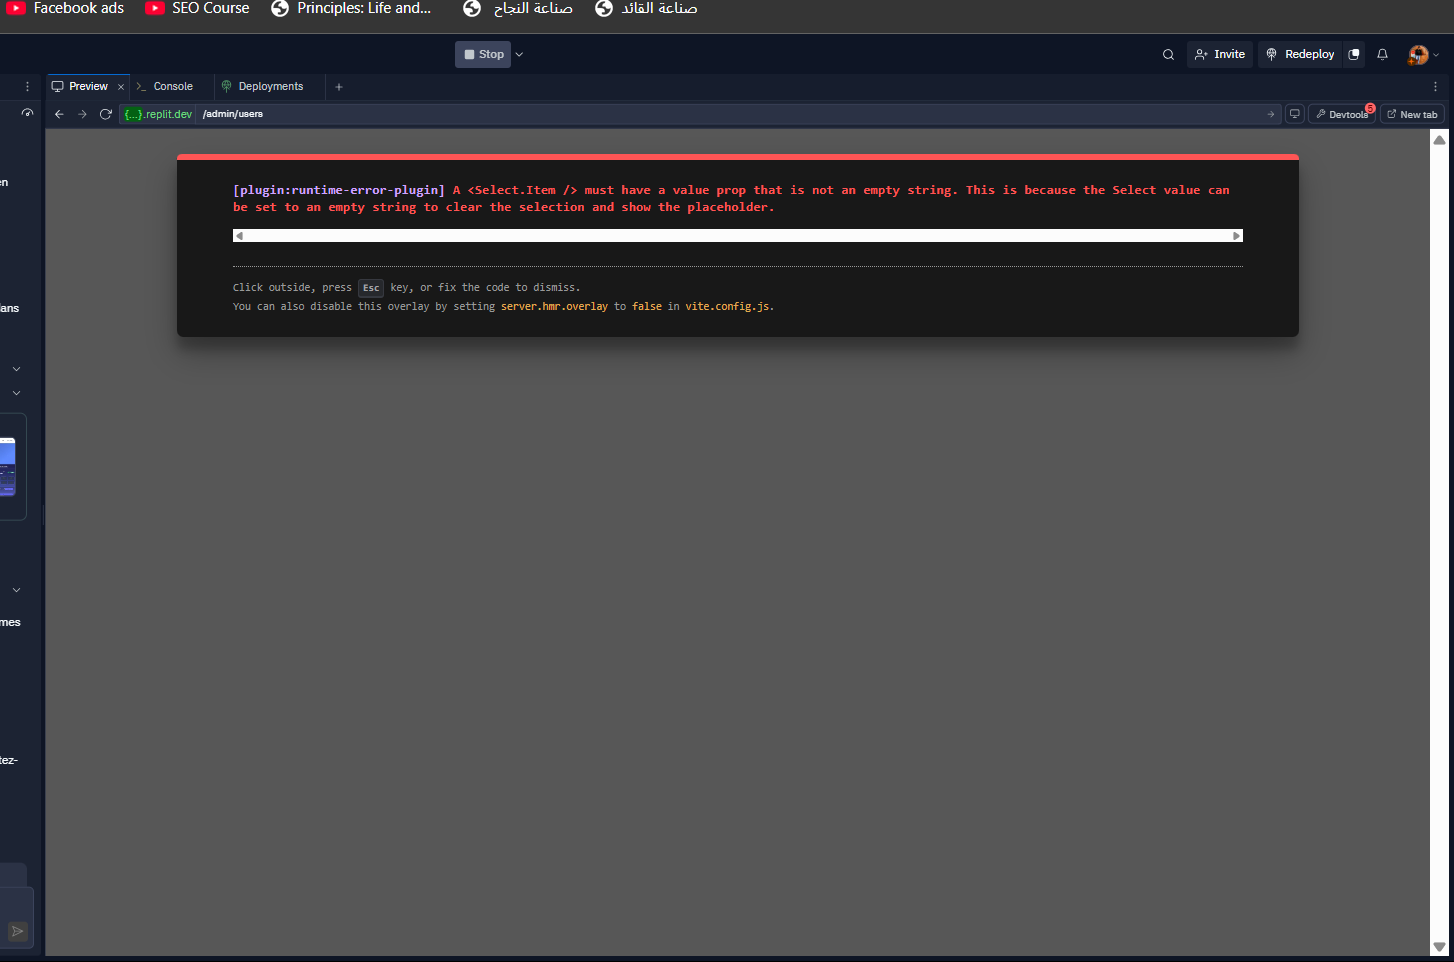 Facebook ads
SEO Course
Principles: Life and...
صناعة النجاح
صناعة القائد
Stop
Invite
Redeploy
Preview
Console
Deployments
{...}.replit.dev /admin/users
Devtools
5
New tab
en
[plugin:runtime-error-plugin] A <Select.Item /> must have a value prop that is not an empty string. This is because the Select value can
be set to an empty string to clear the selection and show the placeholder.
Click outside, press Esc key, or fix the code to dismiss.
You can also disable this overlay by setting server.hmr.overlay to false in vite.config.js.
ans
mes
tez-